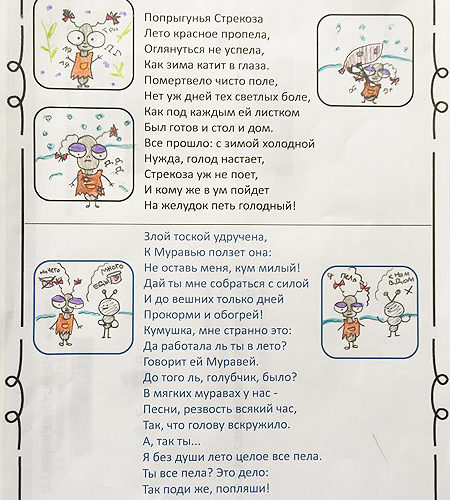 Попрыгунья Стрекоза
Лето красное пропела,
Оглянуться не успела,
Как зима катит в глаза.
Помертвело чисто поле,
Нет уж дней тех светлых боле,
Как под каждым ей листком
Был готов и стол и дом.
Все прошло: с зимой холодной
Нужда, голод настает,
Стрекоза уж не поет,
И кому же в ум пойдет
На желудок петь голодный!
Злой тоской удручена,
К Муравью ползет она:
Не оставь меня, кум милый!
Дай ты мне собраться с силой
И до вешних только дней
Прокорми и обогрей!
Кумушка, мне странно это:
Да работала ль ты в лето?
Говорит ей Муравей.
До того ль, голубчик, было?
В мягких муравах у нас -
Песни, резвость всякий час,
Так, что голову вскружило.
А, так ты...
Я без души лето целое все пела.
Ты все пела? Это дело:
Так поди же, попляши!
много
еды
Я
пела